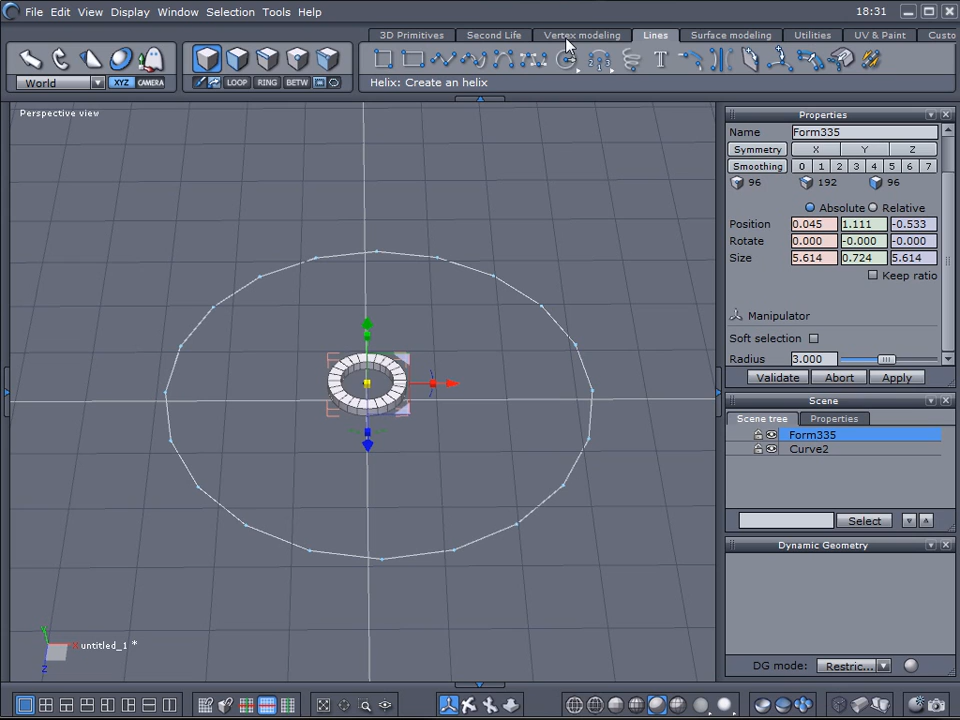 File Edit View Display Window Selection Tools Help 18:31
3D Primitives Second Life Vertex modeling Lines Surface modeling Utilities UV & Paint Custo
World XYZ CAMERA LOOP RING BETW
Helix: Create an helix
Perspective view
Properties
Name Form335
Symmetry X Y Z
Smoothing 0 1 2 3 4 5 6 7
96 192 96
Absolute Relative
Position 0.045 1.111 -0.533
Rotate 0.000 -0.000 -0.000
Size 5.614 0.724 5.614
Keep ratio
Manipulator
Soft selection
Radius 3.000
Validate Abort Apply
Scene
Scene tree Properties
Form335
Curve2
Select
Dynamic Geometry
DG mode: Restric...
Y
X
Z
untitled_1 *